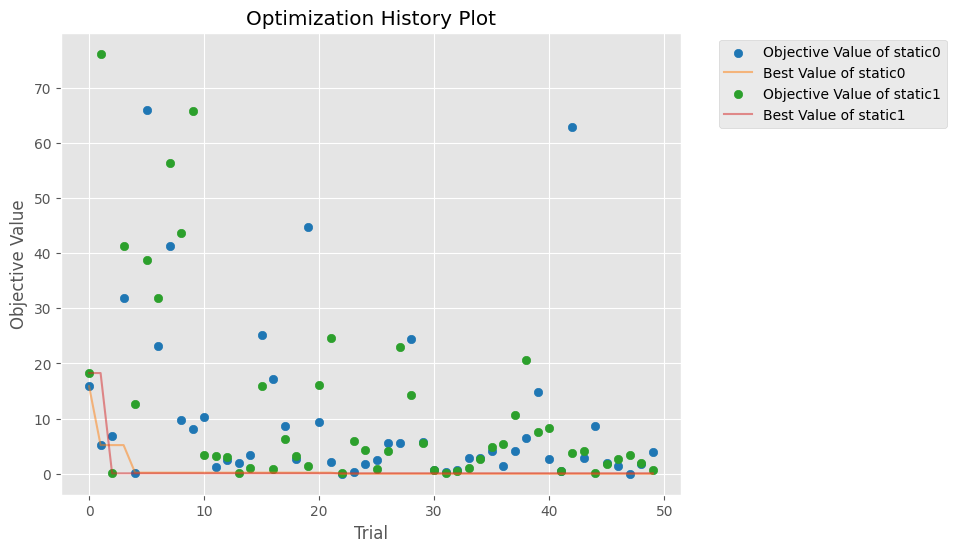 Optimization History Plot
Objective Value of static0
Best Value of static0
Objective Value of static1
Best Value of static1
Objective Value
70
60
50
40
30
20
10
0
0
10
20
30
40
50
Trial